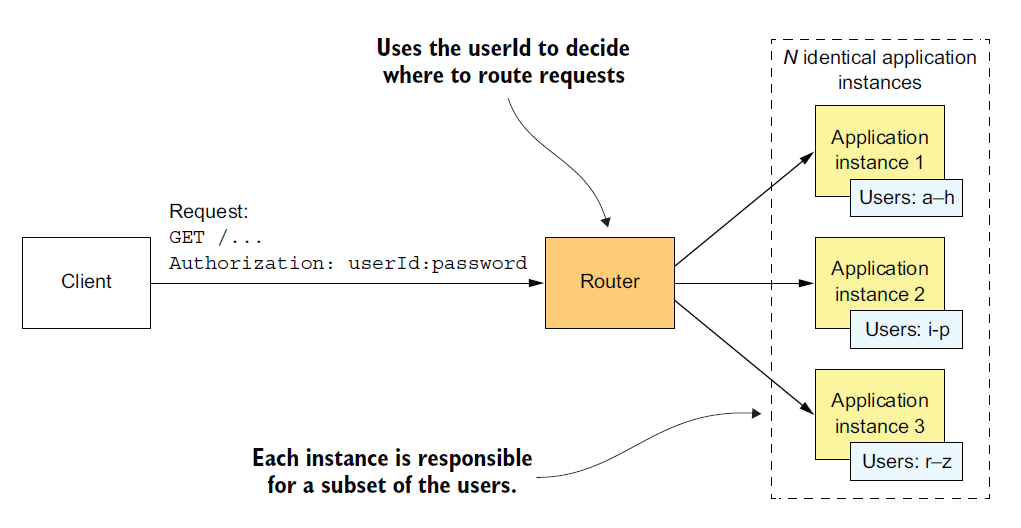 Uses the userId to decide
where to route requests
N identical application
instances
Application
instance 1
Users: a–h
Request:
GET /...
Authorization: userId:password
Client
Router
Application
instance 2
Users: i-p
Application
instance 3
Users: r–z
Each instance is responsible
for a subset of the users.